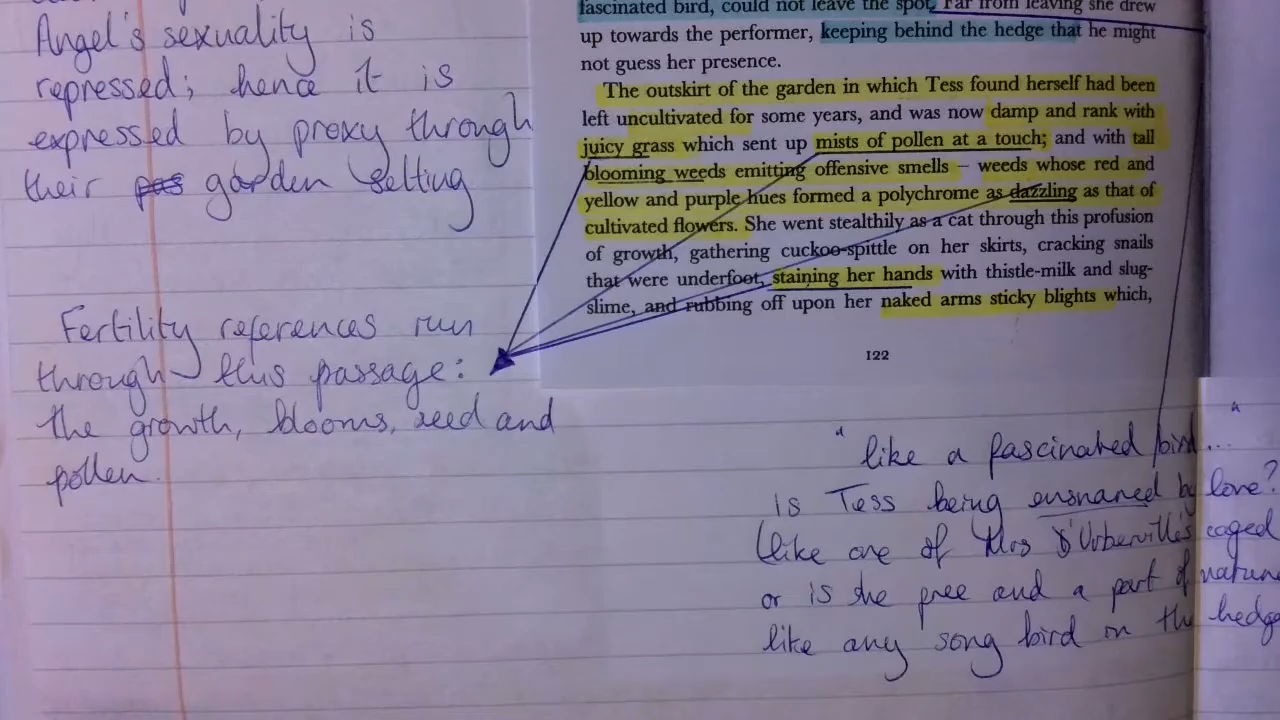 Angel's sexuality is
repressed; hence it is
expressed by proxy through
their garden setting
Fertility references run
through this passage:
the growth, blooms, seed and
pollen.
fascinated bird, could not leave the spot. Far from leaving she drew
up towards the performer, keeping behind the hedge that he might
not guess her presence.
The outskirt of the garden in which Tess found herself had been
left uncultivated for some years, and was now damp and rank with
juicy grass which sent up mists of pollen at a touch; and with tall
blooming weeds emitting offensive smells – weeds whose red and
yellow and purple hues formed a polychrome as dazzling as that of
cultivated flowers. She went stealthily as a cat through this profusion
of growth, gathering cuckoo-spittle on her skirts, cracking snails
that were underfoot, staining her hands with thistle-milk and slug-
slime, and rubbing off upon her naked arms sticky blights which,
122
"like a fascinated bird..."
is Tess being ensnared by love?
(like one of Mrs D'Urberville's caged
or is she free and a part of nature
like any song bird in the hedge